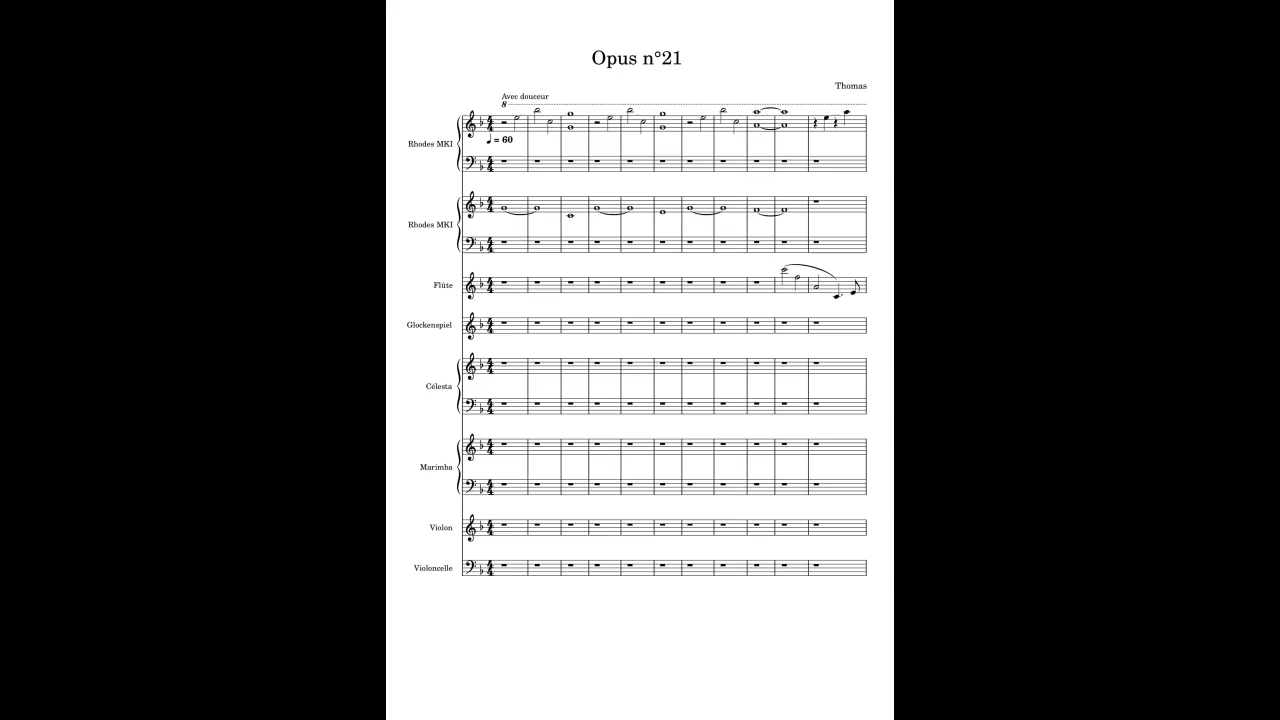 Opus n°21
Thomas
Avec douceur
8
♩ = 60
Rhodes MKI
Rhodes MKI
Flûte
Glockenspiel
Célesta
Marimba
Violon
Violoncelle